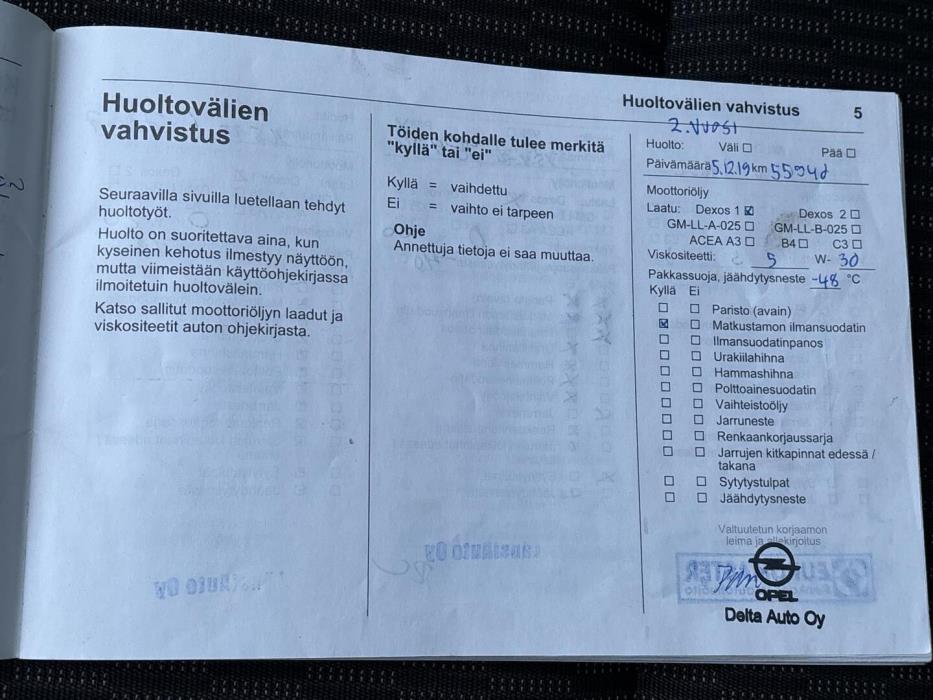 Huoltovälien
vahvistus
Seuraavilla sivuilla luetellaan tehdyt
huoltotyöt.
Huolto on suoritettava aina, kun
kyseinen kehotus ilmestyy näyttöön,
mutta viimeistään käyttöohjekirjassa
ilmoitetuin huoltovälein.
Katso sallitut moottoriöljyn laadut ja
viskositeetit auton ohjekirjasta.
Töiden kohdalle tulee merkitä
"kyllä" tai "ei"
Kyllä = vaihdettu
Ei = vaihto ei tarpeen
Ohje
Annettuja tietoja ei saa muuttaa.
Huoltovälien vahvistus 5
2.VUOSI
Huolto: Väli ☐ Pää ☐
Päivämäärä 5.12.19 km
Moottoriöljy
Laatu: Dexos 1 ☒ Dexos 2 ☐
GM-LL-A-025 ☐ GM-LL-B-025 ☐
ACEA A3 ☐ B4 ☐ C3 ☐
Viskositeetti: 5 W- 30
Pakkassuoja, jäähdytysneste -48 °C
Kyllä Ei
☐ ☐ Paristo (avain)
☒ ☐ Matkustamon ilmansuodatin
☐ ☐ Ilmansuodatinpanos
☐ ☐ Urakiilahihna
☐ ☐ Hammashihna
☐ ☐ Polttoainesuodatin
☐ ☐ Vaihteistoöljy
☐ ☐ Jarruneste
☐ ☐ Renkaankorjaussarja
☐ ☐ Jarrujen kitkapinnat edessä /
takana
☐ ☐ Sytytystulpat
☐ ☐ Jäähdytysneste
Valtuutetun korjaamon
leima ja allekirjoitus
OPEL
Delta Auto Oy